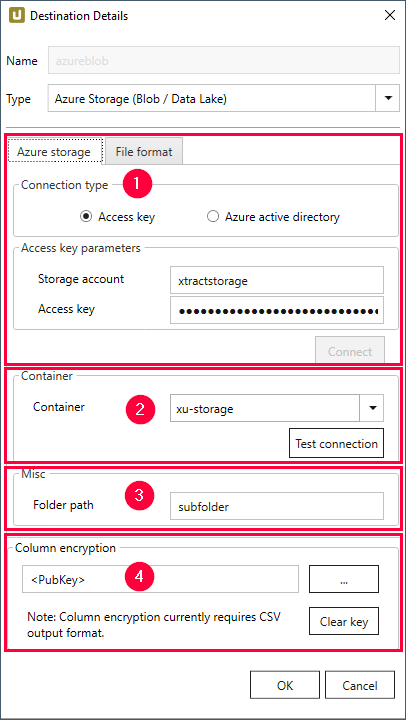 Destination Details
Name
azureblob
Type
Azure Storage (Blob / Data Lake)
Azure storage
File format
Connection type
1
Access key
Azure active directory
Access key parameters
Storage account
xtractstorage
Access key
●●●●●●●●●●●●●●●●●●●●●●●●●●●●●
Connect
Container
Container
2
xu-storage
Test connection
Misc
Folder path
3
subfolder
Column encryption
<PubKey>
4
...
Note: Column encryption currently requires CSV
output format.
Clear key
OK
Cancel